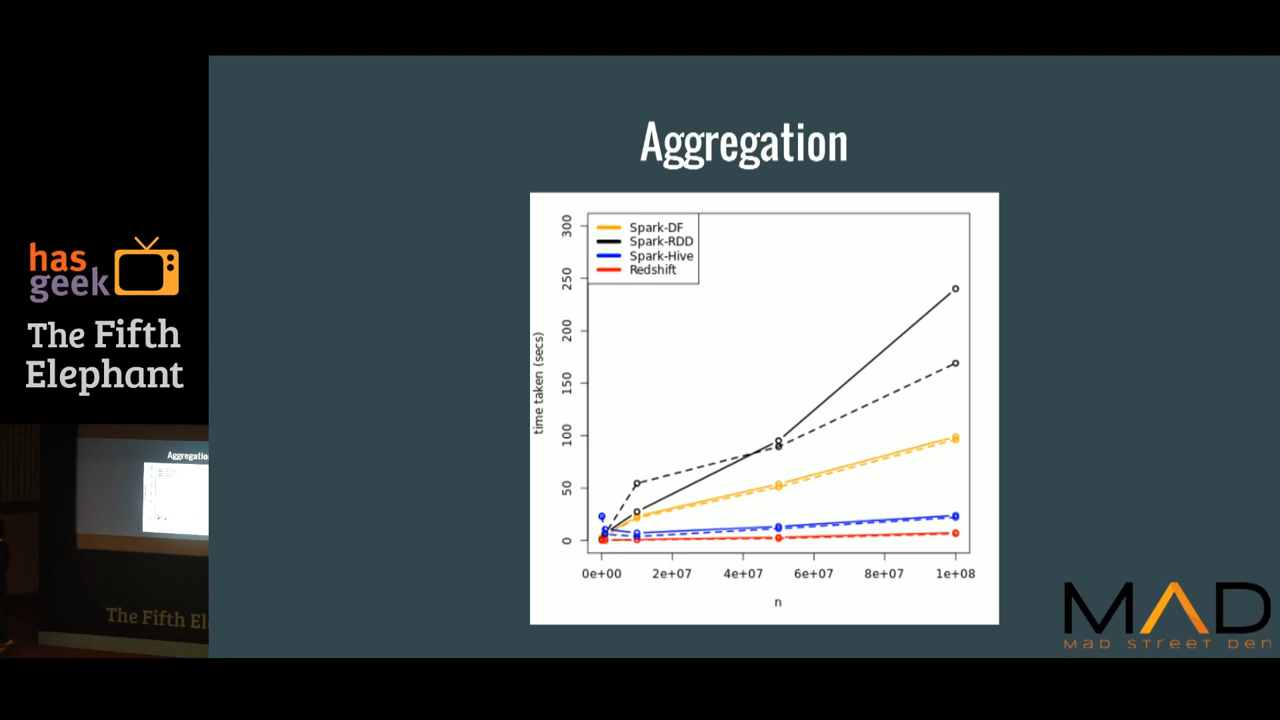 has
geek
The Fifth
Elephant
Aggregation
Spark-DF
Spark-RDD
Spark-Hive
Redshift
time taken (secs)
300
250
200
150
100
50
0
0e+00 2e+07 4e+07 6e+07 8e+07 1e+08
n
Aggregatio
The Fifth El
MAD
MAD STREET DEN